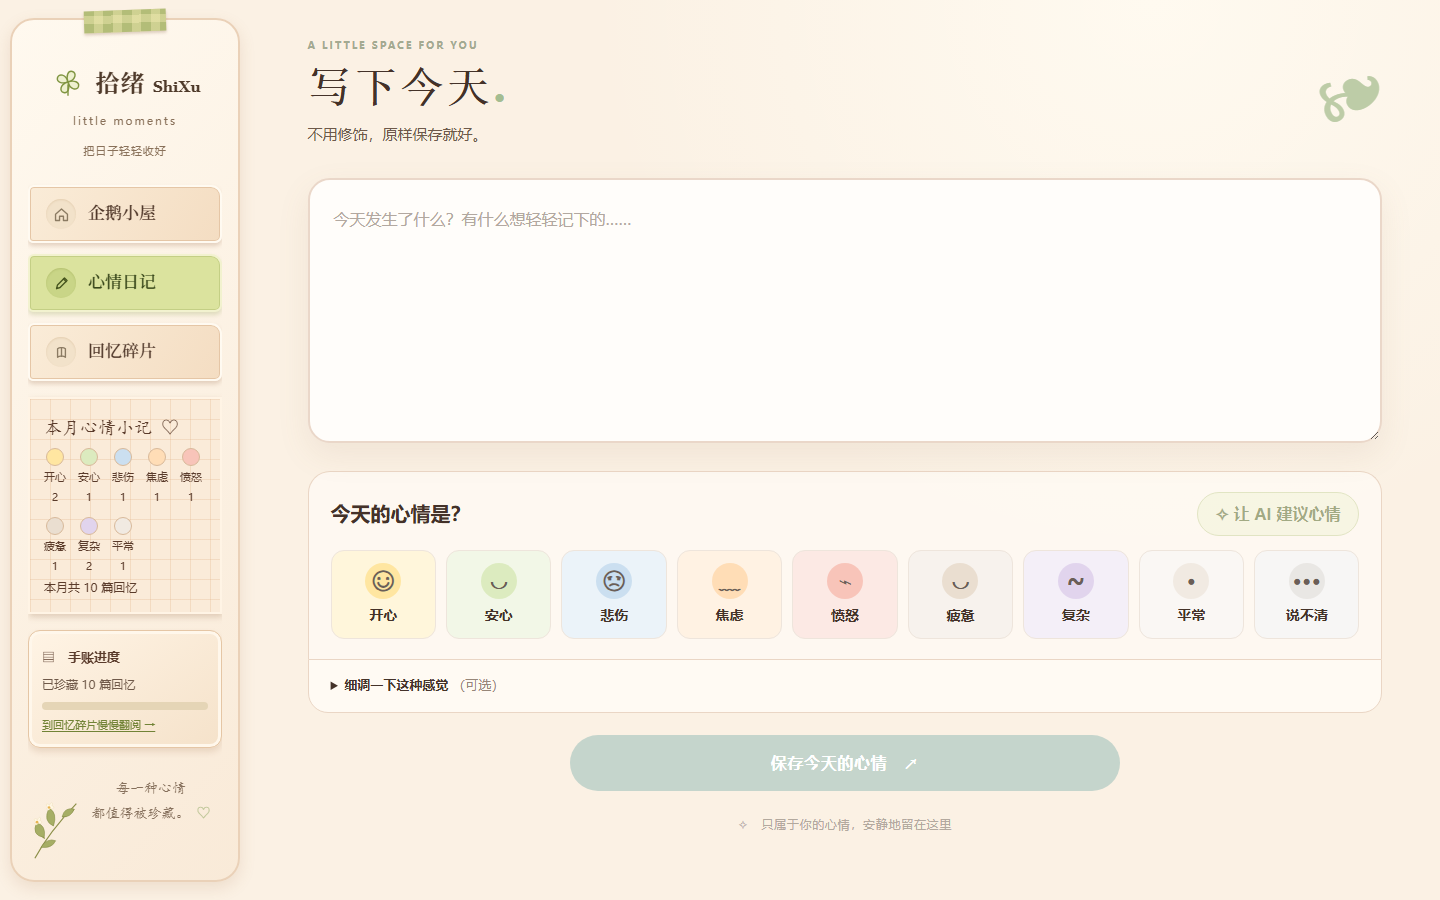 拾绪 ShiXu
little moments
把日子轻轻收好
企鹅小屋
心情日记
回忆碎片
本月心情小记 ♡
开心 安心 悲伤 焦虑 愤怒
2 1 1 1 1
疲惫 复杂 平常
1 2 1
本月共 10 篇回忆
手账进度
已珍藏 10 篇回忆
到回忆碎片慢慢翻阅 →
每一种心情
都值得被珍藏。 ♡
A LITTLE SPACE FOR YOU
写下今天.
不用修饰，原样保存就好。
今天发生了什么？有什么想轻轻记下的……
今天的心情是？
✧ 让 AI 建议心情
开心 安心 悲伤 焦虑 愤怒 疲惫 复杂 平常 说不清
▶ 细调一下这种感觉 （可选）
保存今天的心情 ↗
✧ 只属于你的心情，安静地留在这里